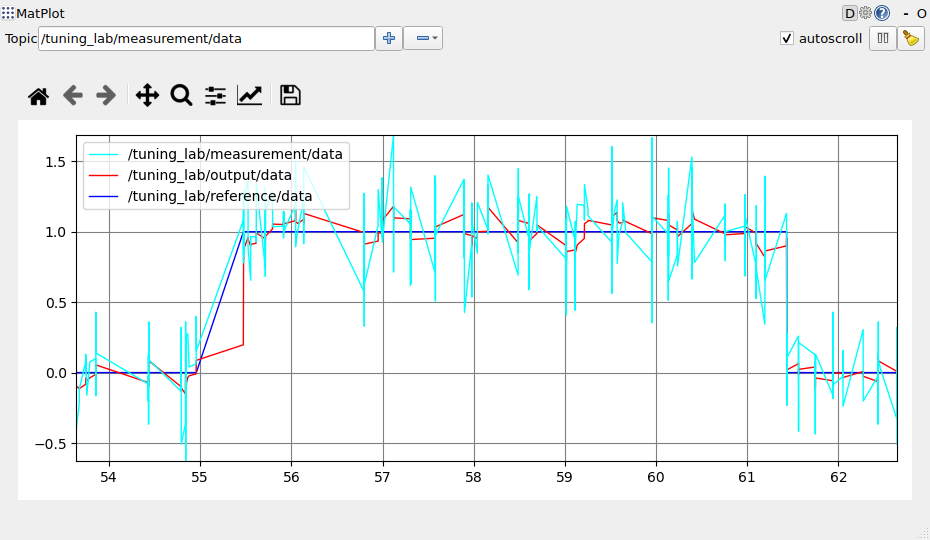 MatPlot D ? - O
Topic /tuning_lab/measurement/data autoscroll
/tuning_lab/measurement/data
/tuning_lab/output/data
/tuning_lab/reference/data
1.5
1.0
0.5
0.0
−0.5
54 55 56 57 58 59 60 61 62